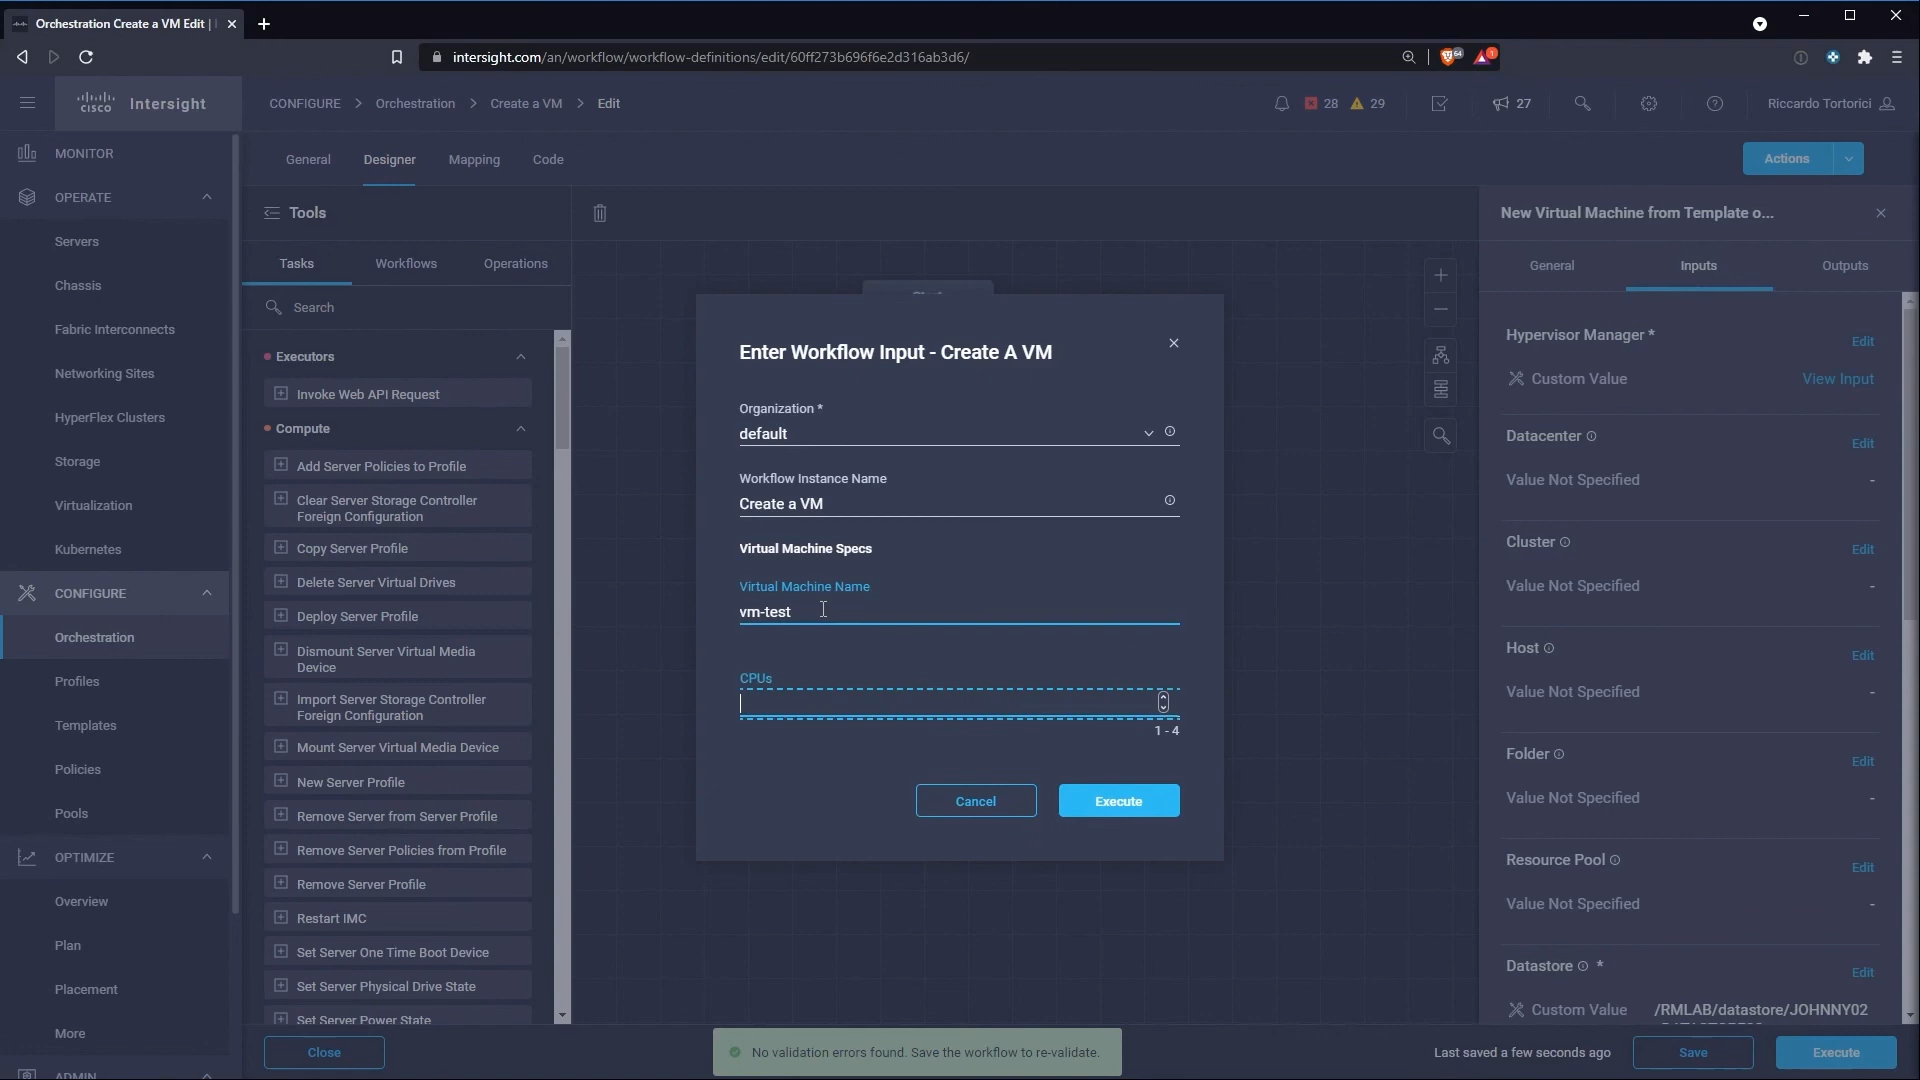 Orchestration Create a VM Edit |
intersight.com/an/workflow/workflow-definitions/edit/60ff273b696f6e2d316ab3d6/
64
1
CISCO
Intersight
CONFIGURE > Orchestration > Create a VM > Edit
28
29
27
Riccardo Tortorici
MONITOR
OPERATE
Servers
Chassis
Fabric Interconnects
Networking Sites
HyperFlex Clusters
Storage
Virtualization
Kubernetes
CONFIGURE
Orchestration
Profiles
Templates
Policies
Pools
OPTIMIZE
Overview
Plan
Placement
More
ADMIN
General
Designer
Mapping
Code
Actions
Tools
Tasks
Workflows
Operations
Search
Executors
Invoke Web API Request
Compute
Add Server Policies to Profile
Clear Server Storage Controller
Foreign Configuration
Copy Server Profile
Delete Server Virtual Drives
Deploy Server Profile
Dismount Server Virtual Media
Device
Import Server Storage Controller
Foreign Configuration
Mount Server Virtual Media Device
New Server Profile
Remove Server from Server Profile
Remove Server Policies from Profile
Remove Server Profile
Restart IMC
Set Server One Time Boot Device
Set Server Physical Drive State
Set Server Power State
Close
Enter Workflow Input - Create A VM
Organization *
default
Workflow Instance Name
Create a VM
Virtual Machine Specs
Virtual Machine Name
vm-test
CPUs
1 - 4
Cancel
Execute
No validation errors found. Save the workflow to re-validate.
New Virtual Machine from Template o...
General
Inputs
Outputs
Hypervisor Manager *
Edit
Custom Value
View Input
Datacenter
Edit
Value Not Specified
-
Cluster
Edit
Value Not Specified
-
Host
Edit
Value Not Specified
-
Folder
Edit
Value Not Specified
-
Resource Pool
Edit
Value Not Specified
-
Datastore *
Edit
Custom Value
/RMLAB/datastore/JOHNNY02
Last saved a few seconds ago
Save
Execute